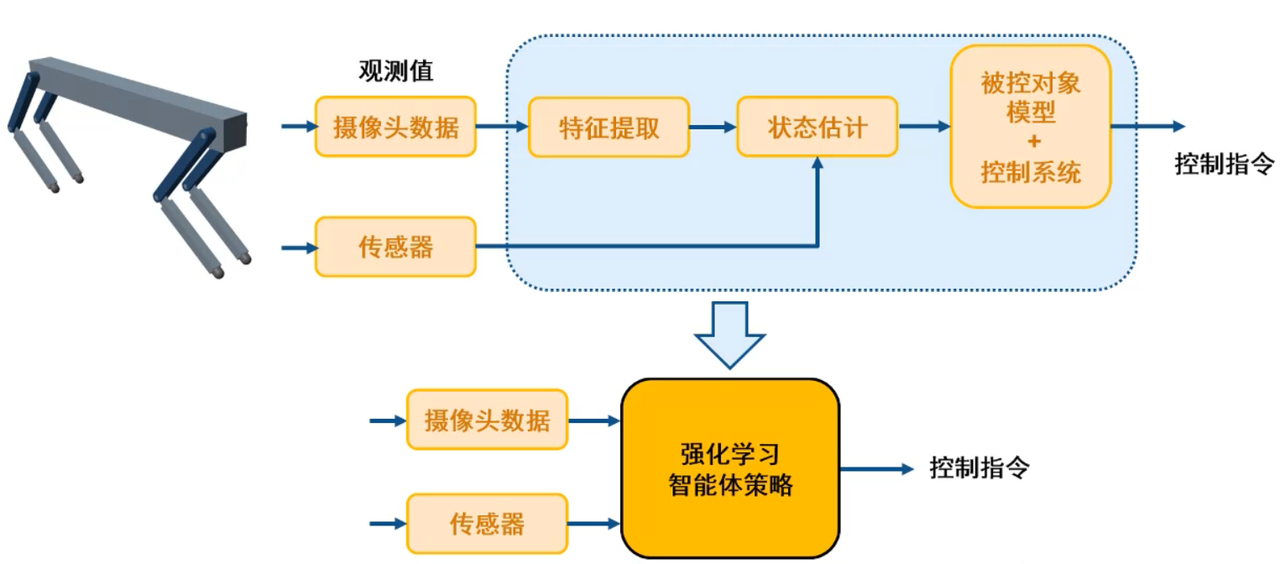 观测值
摄像头数据
特征提取
状态估计
被控对象
模型
+
控制系统
控制指令
传感器
摄像头数据
传感器
强化学习
智能体策略
控制指令